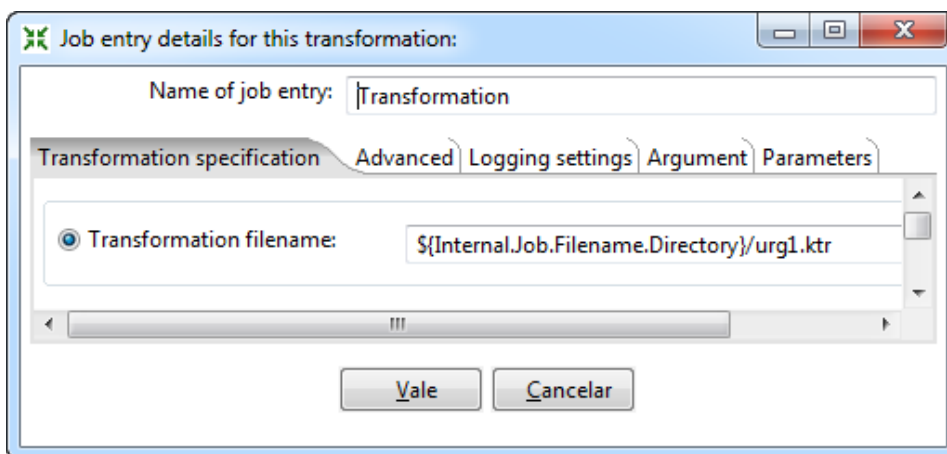 Job entry details for this transformation:
Name of job entry: Transformation
Transformation specification Advanced Logging settings Argument Parameters
Transformation filename: ${Internal.Job.Filename.Directory}/urg1.ktr
Vale Cancelar